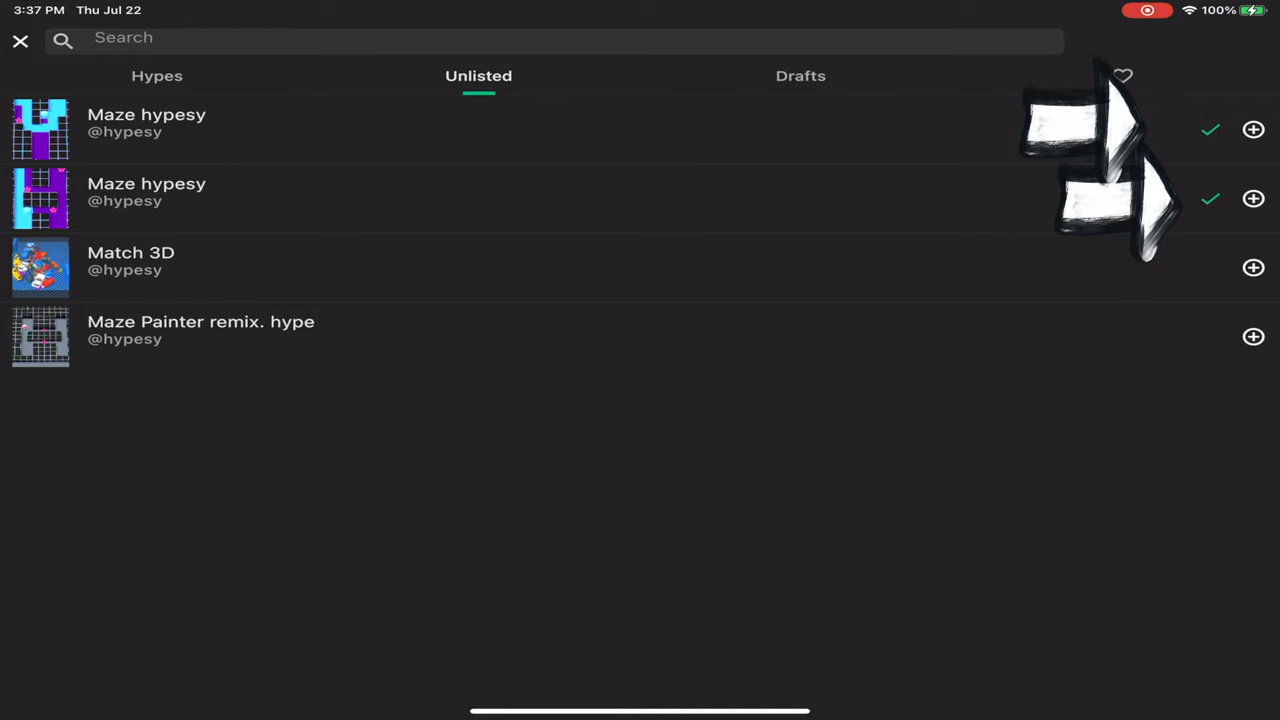 3:37 PM Thu Jul 22 100%
Search
Hypes Unlisted Drafts
Maze hypesy
@hypesy
Maze hypesy
@hypesy
Match 3D
@hypesy
Maze Painter remix. hype
@hypesy